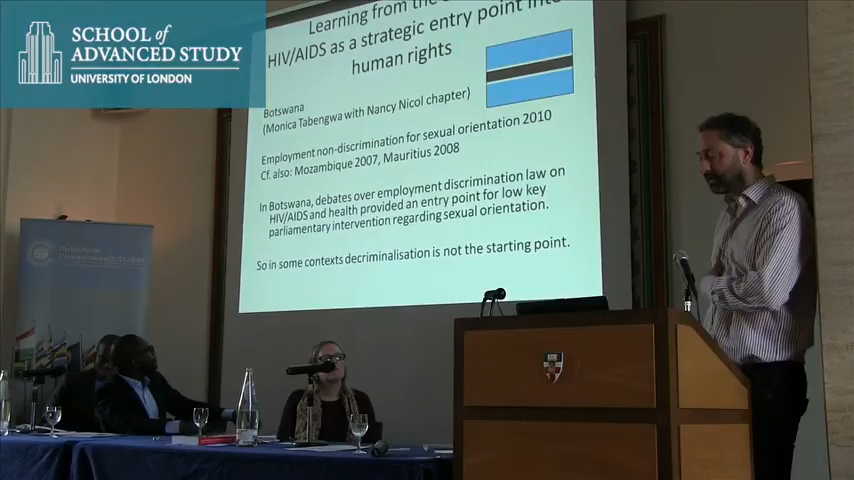 SCHOOL of
ADVANCED STUDY
UNIVERSITY OF LONDON
Learning from the
HIV/AIDS as a strategic entry point into
human rights
Botswana
(Monica Tabengwa with Nancy Nicol chapter)
Employment non-discrimination for sexual orientation 2010
Cf. also: Mozambique 2007, Mauritius 2008
In Botswana, debates over employment discrimination law on
HIV/AIDS and health provided an entry point for low key
parliamentary intervention regarding sexual orientation.
So in some contexts decriminalisation is not the starting point.
Institute of
Commonwealth Studies